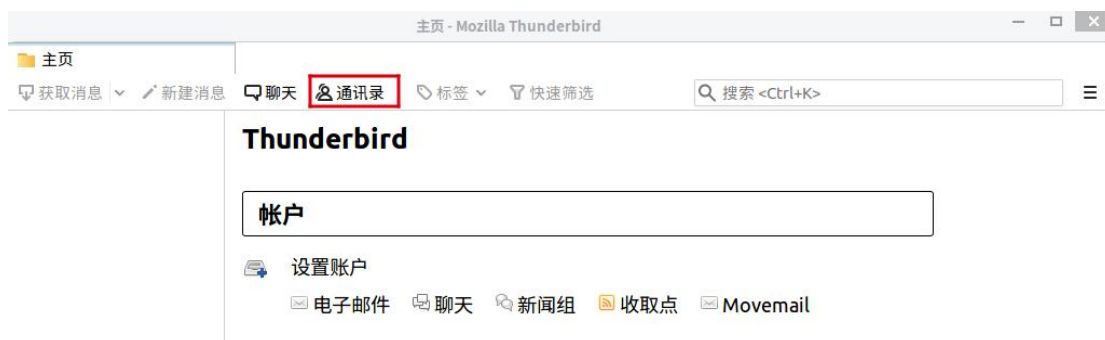 主页 - Mozilla Thunderbird
主页
获取消息 新建消息 聊天 通讯录 标签 快速筛选 搜索 <Ctrl+K>
Thunderbird
帐户
设置账户
电子邮件 聊天 新闻组 收取点 Movemail